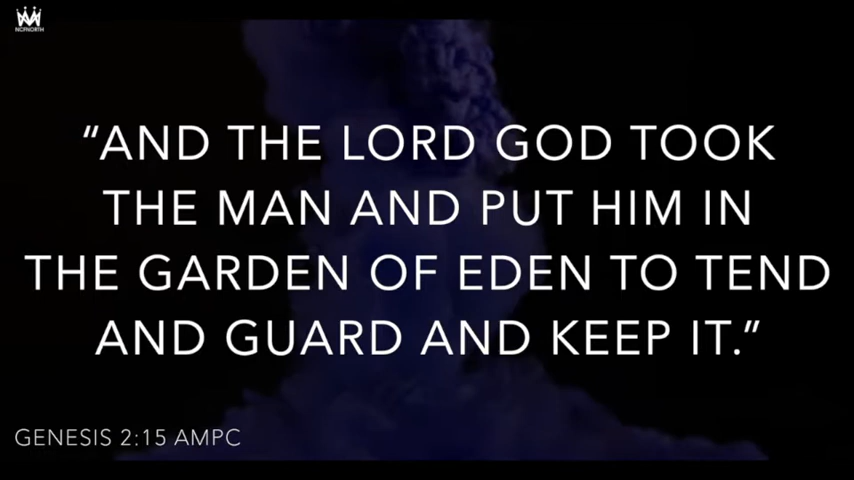 NCFNORTH
“AND THE LORD GOD TOOK
THE MAN AND PUT HIM IN
THE GARDEN OF EDEN TO TEND
AND GUARD AND KEEP IT.”
GENESIS 2:15 AMPC